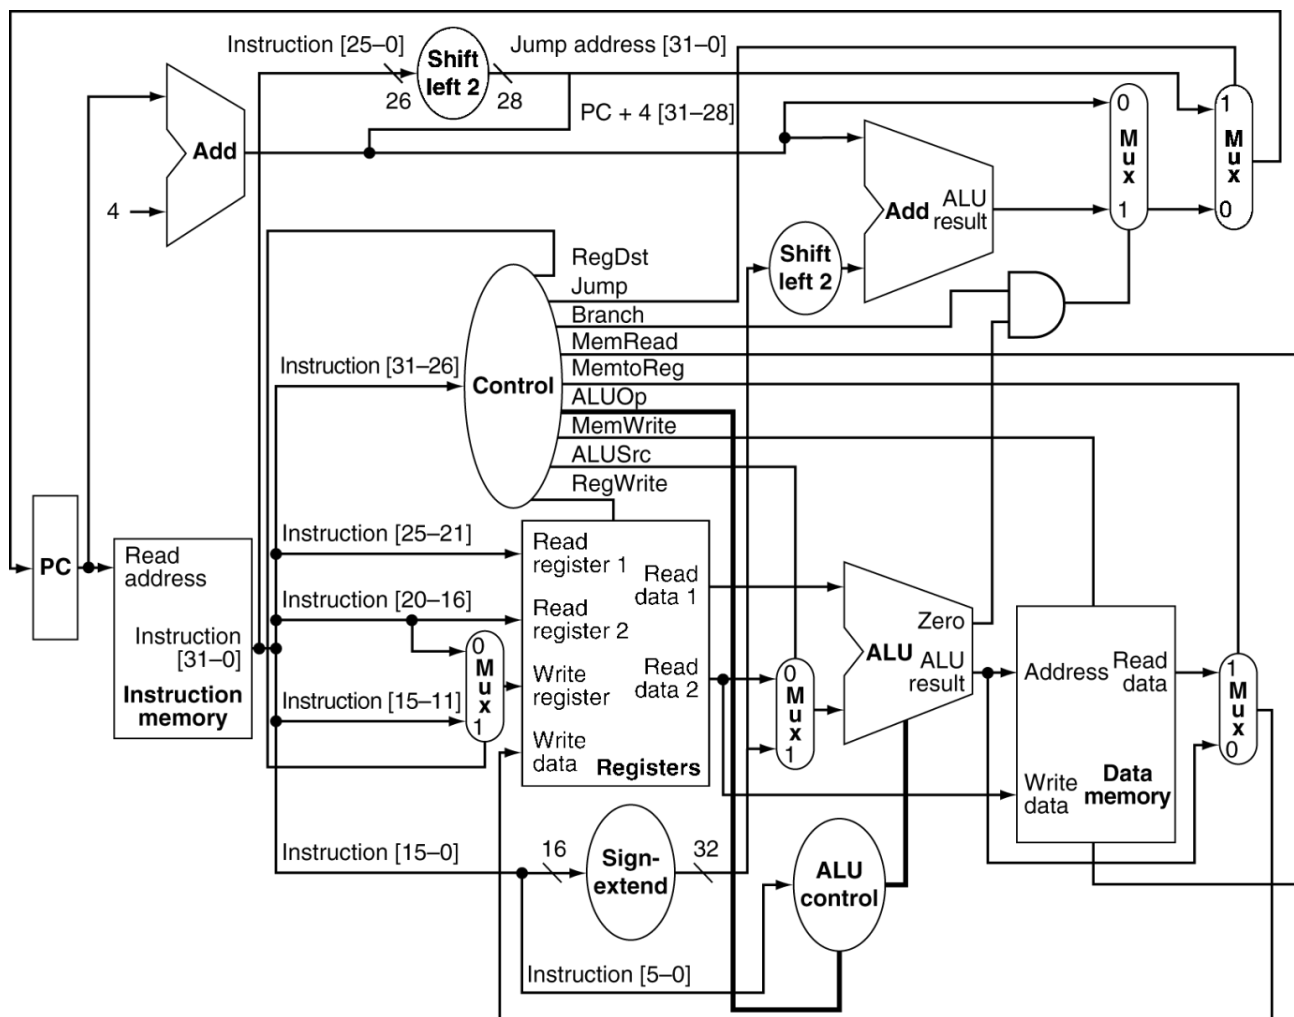 Instruction [25–0]
Shift
left 2
Jump address [31–0]
26
28
PC + 4 [31–28]
Add
4
0
M
u
x
1
1
M
u
x
0
Add
ALU
result
Shift
left 2
RegDst
Jump
Branch
MemRead
MemtoReg
ALUOp
MemWrite
ALUSrc
RegWrite
Instruction [31–26]
Control
PC
Read
address
Instruction
[31–0]
Instruction
memory
Instruction [25–21]
Instruction [20–16]
Instruction [15–11]
0
M
u
x
1
Read
register 1
Read
register 2
Write
register
Write
data
Read
data 1
Read
data 2
Registers
0
M
u
x
1
Zero
ALU
ALU
result
Address
Read
data
Write
data
Data
memory
1
M
u
x
0
Instruction [15–0]
16
Sign-
extend
32
ALU
control
Instruction [5–0]